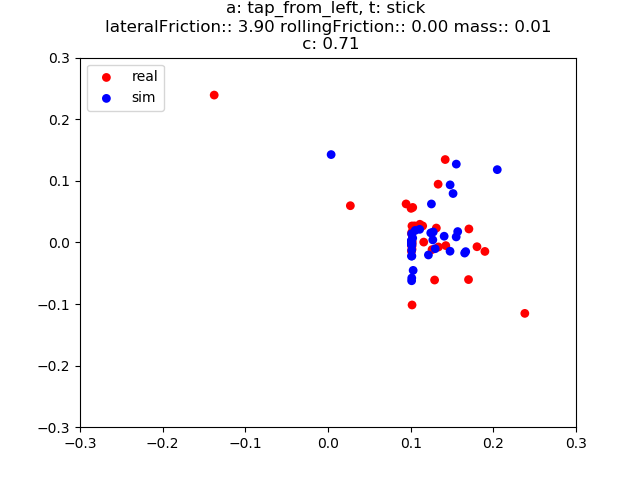 a: tap_from_left, t: stick
lateralFriction:: 3.90 rollingFriction:: 0.00 mass:: 0.01
c: 0.71
real
sim
0.3
0.2
0.1
0.0
−0.1
−0.2
−0.3
−0.3 −0.2 −0.1 0.0 0.1 0.2 0.3